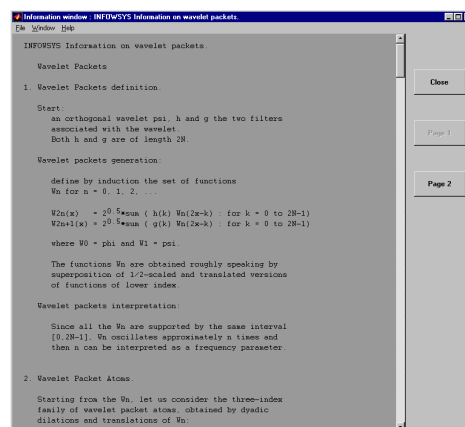 Information window : INFOWSYS Information on wavelet packets.
File Window Help
INFOWSYS Information on wavelet packets.
Wavelet Packets
1. Wavelet Packets definition.
Start:
an orthogonal wavelet psi, h and g the two filters
associated with the wavelet.
Both h and g are of length 2N.
Wavelet packets generation:
define by induction the set of functions
Wn for n = 0, 1, 2, ...
W2n(x) = 2^0.5*sum ( h(k) Wn(2x-k) : for k = 0 to 2N-1)
W2n+1(x) = 2^0.5*sum ( g(k) Wn(2x-k) : for k = 0 to 2N-1)
where W0 = phi and W1 = psi.
The functions Wn are obtained roughly speaking by
superposition of 1/2-scaled and translated versions
of functions of lower index.
Wavelet packets interpretation:
Since all the Wn are supported by the same interval
[0,2N-1], Wn oscillates approximately n times and
then n can be interpreted as a frequency parameter.
2. Wavelet Packet Atoms.
Starting from the Wn, let us consider the three-index
family of wavelet packet atoms, obtained by dyadic
dilations and translations of Wn:
Close
Page 1
Page 2